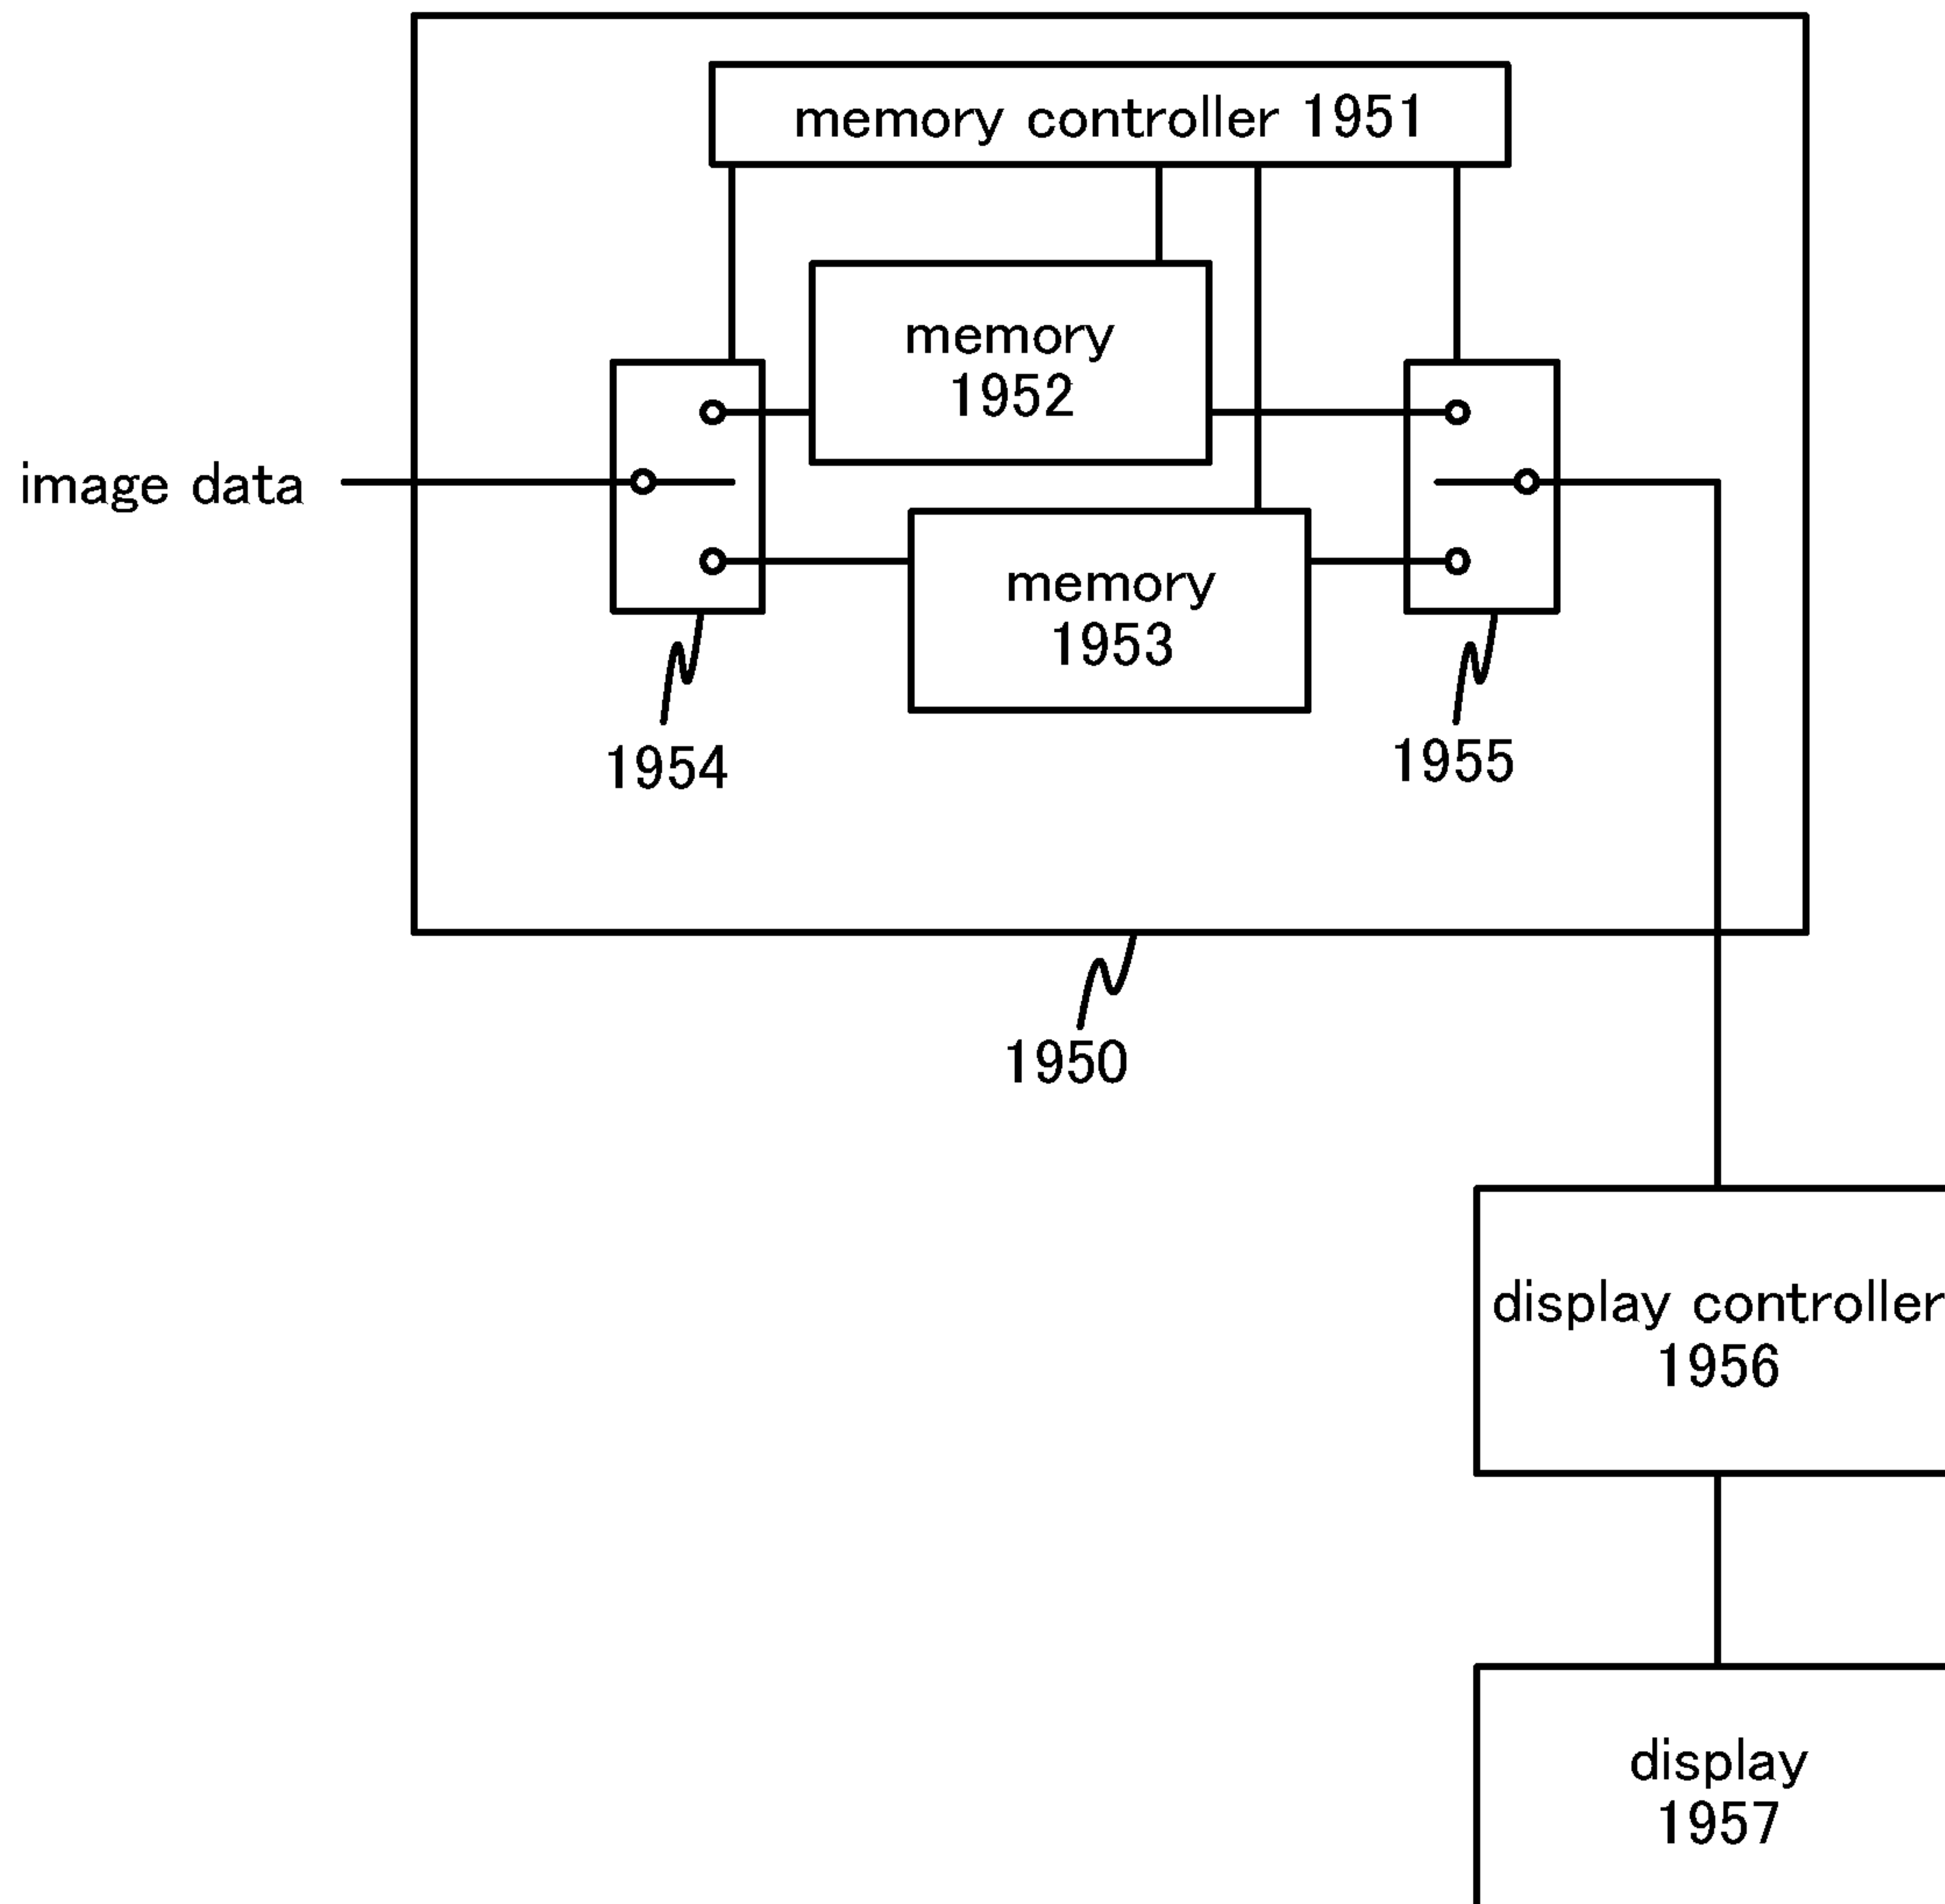 memory controller 1951
memory
1952
image data
memory
1953
1954
1955
1950
display controller
1956
display
1957